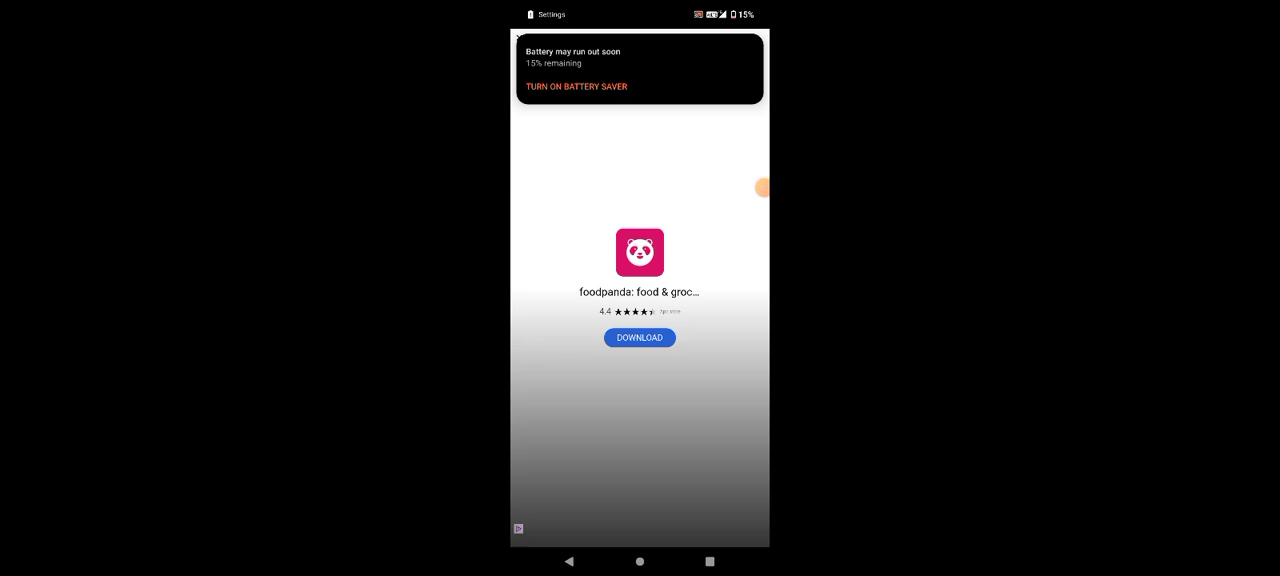 Settings
15%
Battery may run out soon
15% remaining
TURN ON BATTERY SAVER
foodpanda: food & groc...
4.4
DOWNLOAD